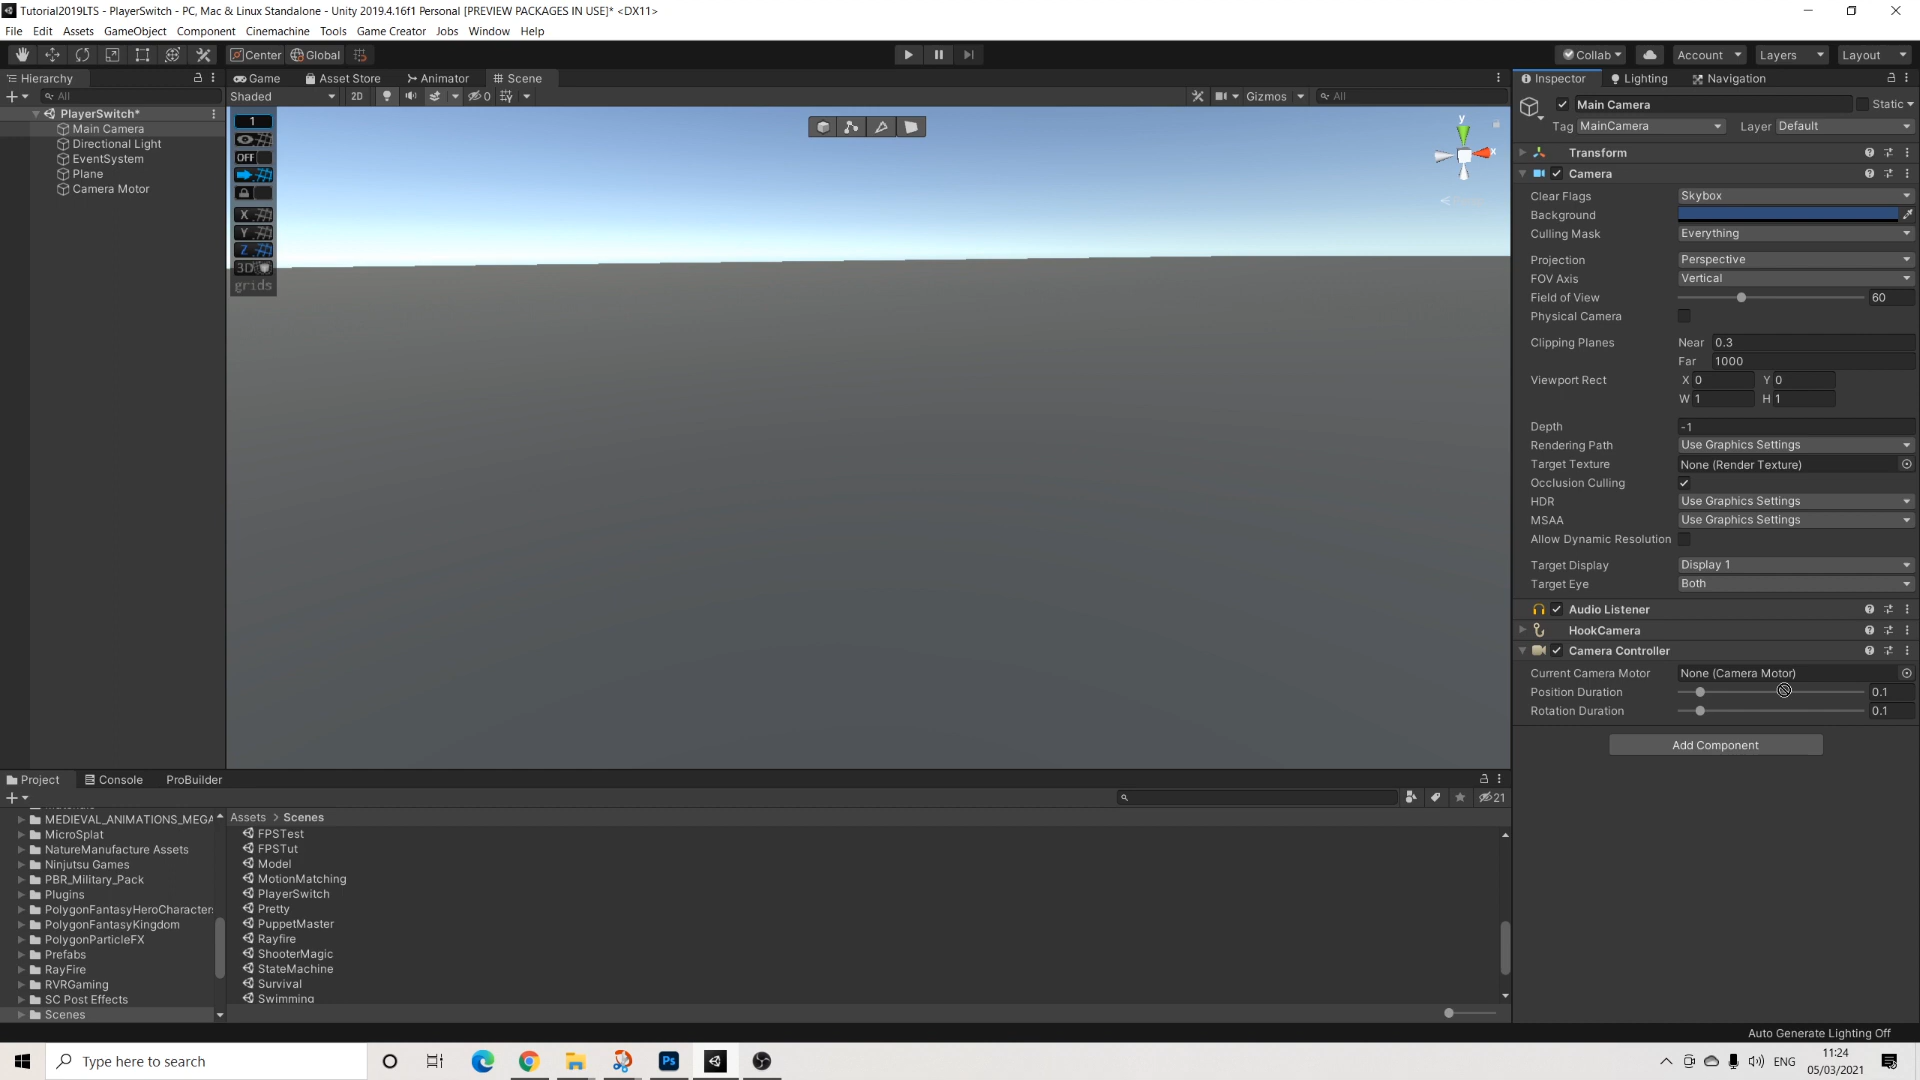 Tutorial2019LTS - PlayerSwitch - PC, Mac & Linux Standalone - Unity 2019.4.16f1 Personal [PREVIEW PACKAGES IN USE]* <DX11>
File Edit Assets GameObject Component Cinemachine Tools Game Creator Jobs Window Help
Center Global Collab Account Layers Layout
Hierarchy Game Asset Store Animator Scene Inspector Lighting Navigation
All Shaded 2D 0 Gizmos All
PlayerSwitch*
Main Camera
Directional Light
EventSystem
Plane
Camera Motor
1
OFF
X
Y
Z
3D
grids
y
x
Main Camera Static
Tag MainCamera Layer Default
Transform
Camera
Clear Flags Skybox
Background
Culling Mask Everything
Projection Perspective
FOV Axis Vertical
Field of View 60
Physical Camera
Clipping Planes Near 0.3
Far 1000
Viewport Rect X 0 Y 0
W 1 H 1
Depth -1
Rendering Path Use Graphics Settings
Target Texture None (Render Texture)
Occlusion Culling
HDR Use Graphics Settings
MSAA Use Graphics Settings
Allow Dynamic Resolution
Target Display Display 1
Target Eye Both
Audio Listener
HookCamera
Camera Controller
Current Camera Motor None (Camera Motor)
Position Duration 0.1
Rotation Duration 0.1
Add Component
Project Console ProBuilder
21
MEDIEVAL_ANIMATIONS_MEGA
MicroSplat
NatureManufacture Assets
Ninjutsu Games
PBR_Military_Pack
Plugins
PolygonFantasyHeroCharacter
PolygonFantasyKingdom
PolygonParticleFX
Prefabs
RayFire
RVRGaming
SC Post Effects
Scenes
Assets > Scenes
FPSTest
FPSTut
Model
MotionMatching
PlayerSwitch
Pretty
PuppetMaster
Rayfire
ShooterMagic
StateMachine
Survival
Swimming
Auto Generate Lighting Off
Type here to search
Ps
ENG
11:24
05/03/2021